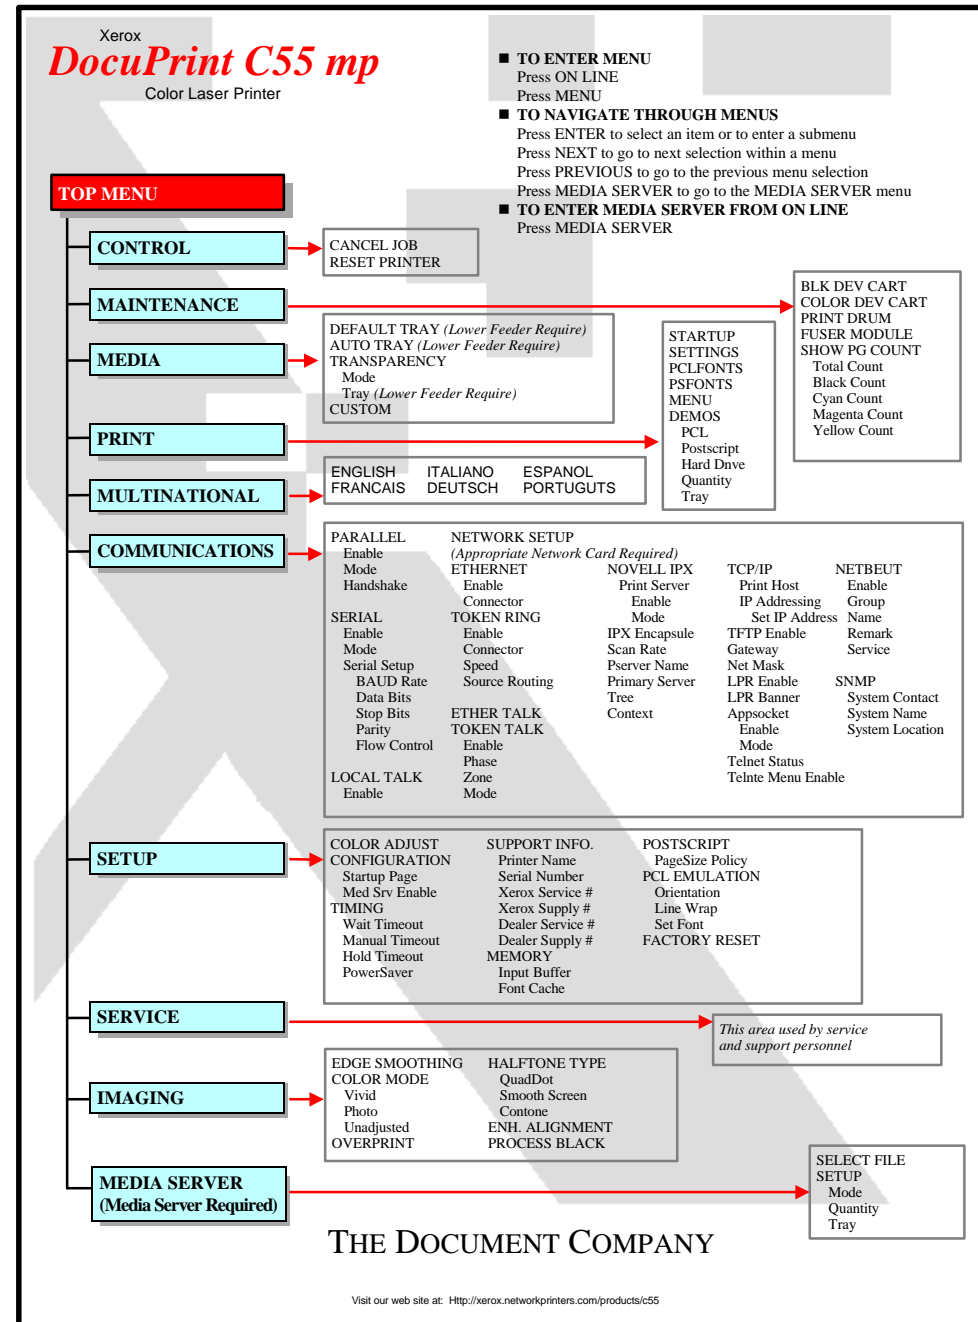 Xerox
DocuPrint C55 mp
Color Laser Printer
■ TO ENTER MENU
Press ON LINE
Press MENU
■ TO NAVIGATE THROUGH MENUS
Press ENTER to select an item or to enter a submenu
Press NEXT to go to next selection within a menu
Press PREVIOUS to go to the previous menu selection
Press MEDIA SERVER to go to the MEDIA SERVER menu
■ TO ENTER MEDIA SERVER FROM ON LINE
Press MEDIA SERVER
TOP MENU
CONTROL
CANCEL JOB
RESET PRINTER
MAINTENANCE
BLK DEV CART
COLOR DEV CART
PRINT DRUM
FUSER MODULE
SHOW PG COUNT
Total Count
Black Count
Cyan Count
Magenta Count
Yellow Count
MEDIA
DEFAULT TRAY (Lower Feeder Require)
AUTO TRAY (Lower Feeder Require)
TRANSPARENCY
Mode
Tray (Lower Feeder Require)
CUSTOM
PRINT
STARTUP
SETTINGS
PCLFONTS
PSFONTS
MENU
DEMOS
PCL
Postscript
Hard Dnve
Quantity
Tray
MULTINATIONAL
ENGLISH ITALIANO ESPANOL
FRANCAIS DEUTSCH PORTUGUTS
COMMUNICATIONS
PARALLEL
Enable
Mode
Handshake
SERIAL
Enable
Mode
Serial Setup
BAUD Rate
Data Bits
Stop Bits
Parity
Flow Control
LOCAL TALK
Enable
NETWORK SETUP
(Appropriate Network Card Required)
ETHERNET
Enable
Connector
TOKEN RING
Enable
Connector
Speed
Source Routing
ETHER TALK
TOKEN TALK
Enable
Phase
Zone
Mode
NOVELL IPX
Print Server
Enable
Mode
IPX Encapsule
Scan Rate
Pserver Name
Primary Server
Tree
Context
TCP/IP
Print Host
IP Addressing
Set IP Address
TFTP Enable
Gateway
Net Mask
LPR Enable
LPR Banner
Appsocket
Enable
Mode
Telnet Status
Telnte Menu Enable
NETBEUT
Enable
Group
Name
Remark
Service
SNMP
System Contact
System Name
System Location
SETUP
COLOR ADJUST
CONFIGURATION
Startup Page
Med Srv Enable
TIMING
Wait Timeout
Manual Timeout
Hold Timeout
PowerSaver
SUPPORT INFO.
Printer Name
Serial Number
Xerox Service #
Xerox Supply #
Dealer Service #
Dealer Supply #
MEMORY
Input Buffer
Font Cache
POSTSCRIPT
PageSize Policy
PCL EMULATION
Orientation
Line Wrap
Set Font
FACTORY RESET
SERVICE
This area used by service
and support personnel
IMAGING
EDGE SMOOTHING
COLOR MODE
Vivid
Photo
Unadjusted
OVERPRINT
HALFTONE TYPE
QuadDot
Smooth Screen
Contone
ENH. ALIGNMENT
PROCESS BLACK
MEDIA SERVER
(Media Server Required)
SELECT FILE
SETUP
Mode
Quantity
Tray
THE DOCUMENT COMPANY
Visit our web site at: Http://xerox.networkprinters.com/products/c55